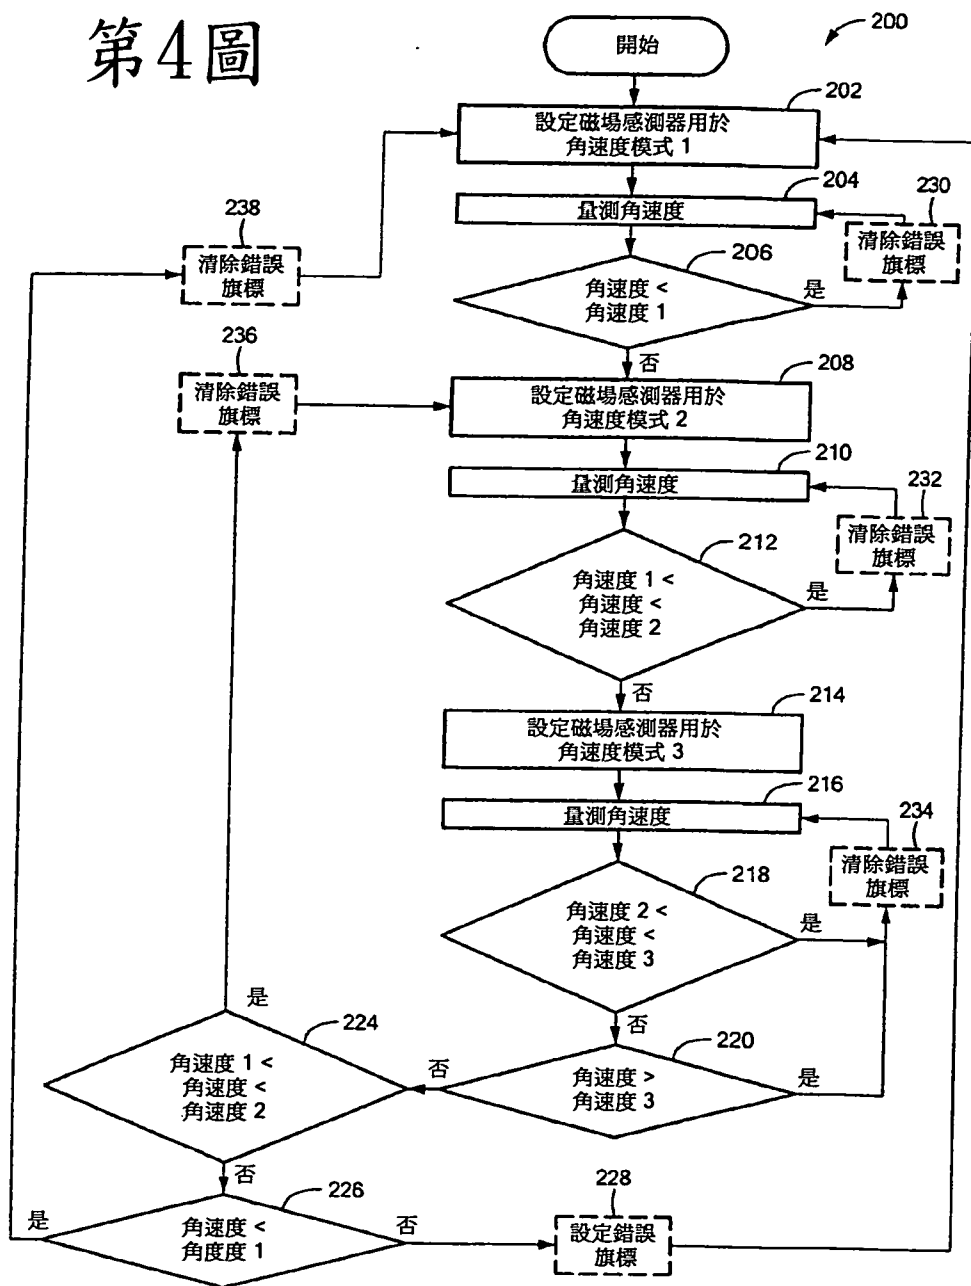 第4圖
200
開始
202
設定磁場感測器用於
角速度模式 1
204
量測角速度
230
清除錯誤
旗標
238
清除錯誤
旗標
206
角速度 <
角速度 1
是
否
236
清除錯誤
旗標
208
設定磁場感測器用於
角速度模式 2
210
量測角速度
232
清除錯誤
旗標
212
角速度 1 <
角速度 <
角速度 2
是
否
214
設定磁場感測器用於
角速度模式 3
216
量測角速度
234
清除錯誤
旗標
218
角速度 2 <
角速度 <
角速度 3
是
否
220
角速度 >
角速度 3
是
否
224
是
角速度 1 <
角速度 <
角速度 2
否
226
角速度 <
角度度 1
是
否
228
設定錯誤
旗標